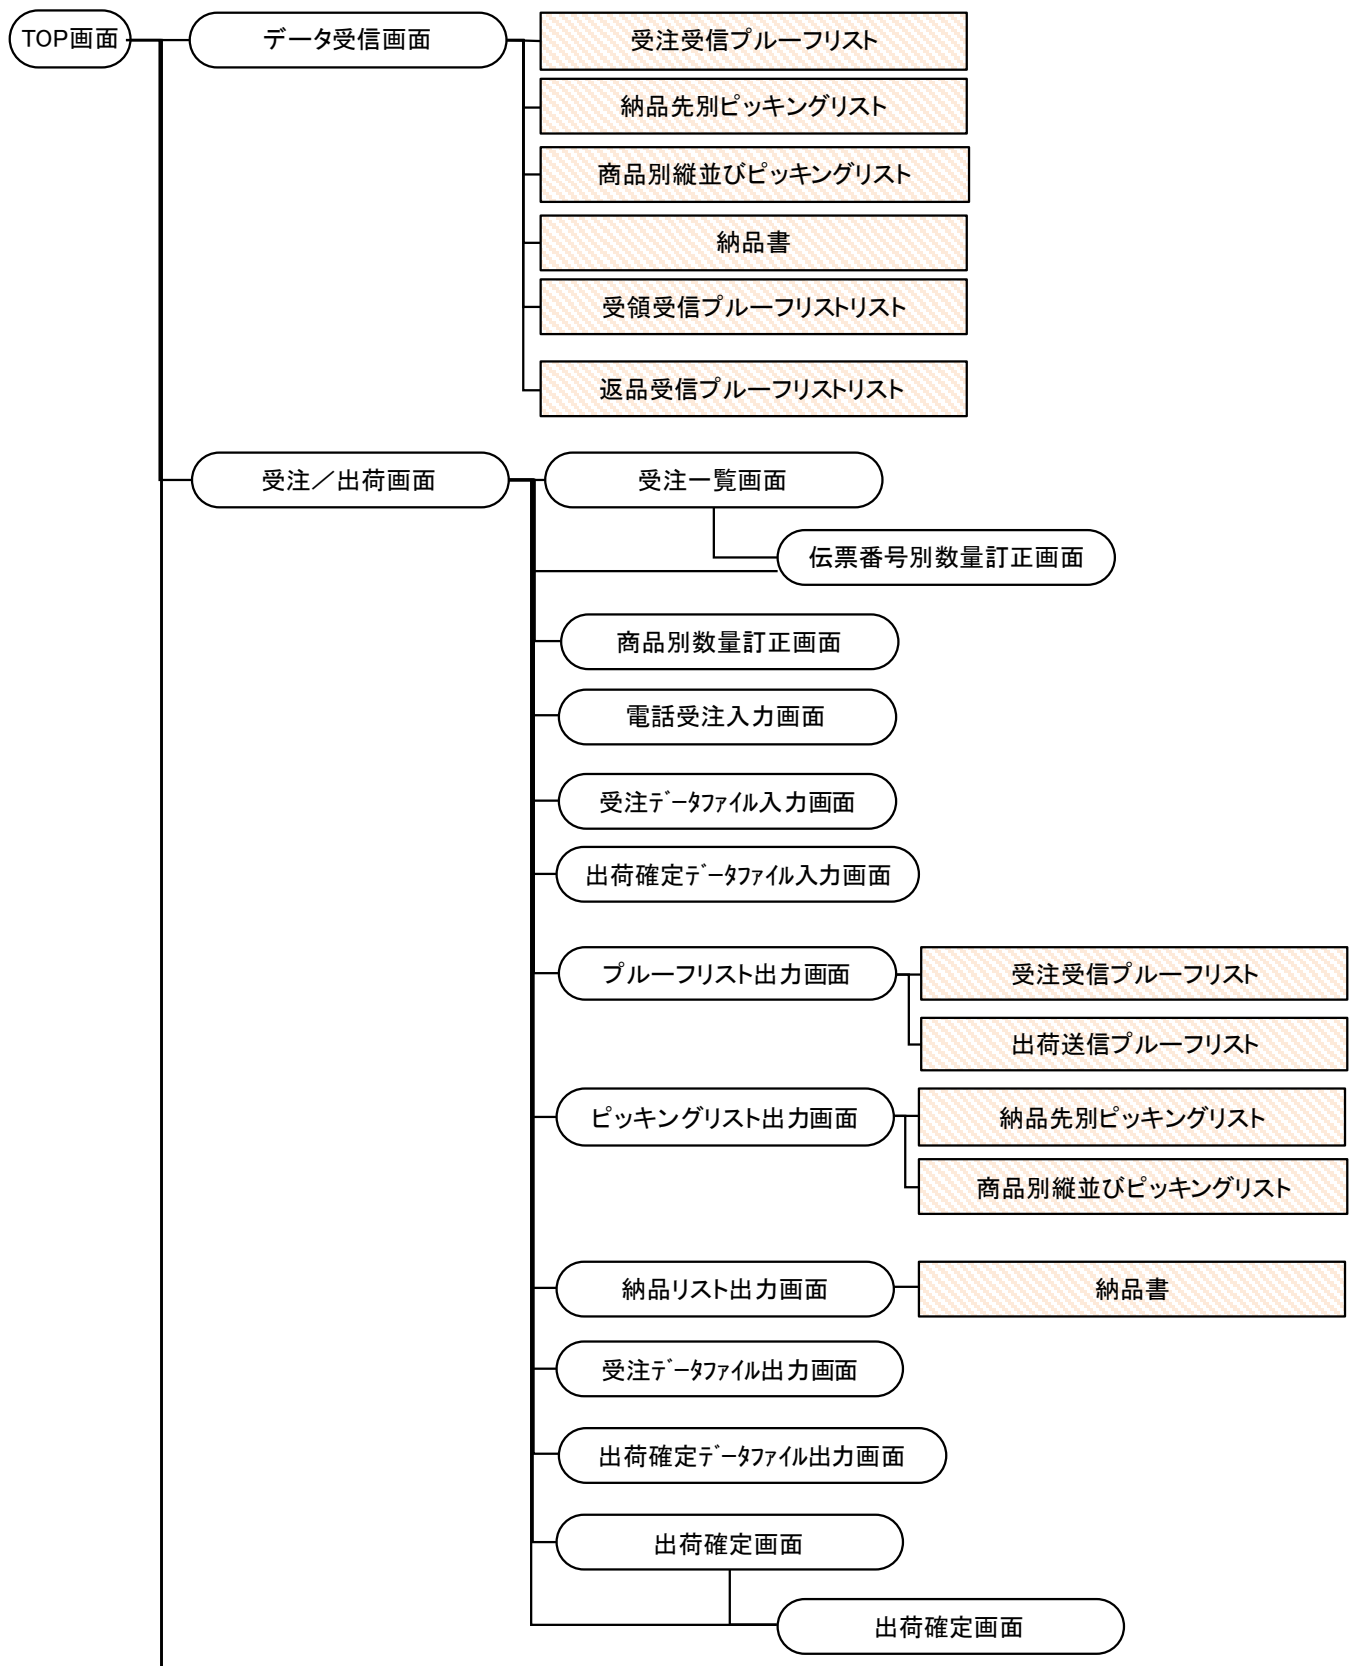 TOP画面
データ受信画面
受注受信プルーフリスト
納品先別ピッキングリスト
商品別縦並びピッキングリスト
納品書
受領受信プルーフリストリスト
返品受信プルーフリストリスト
受注／出荷画面
受注一覧画面
伝票番号別数量訂正画面
商品別数量訂正画面
電話受注入力画面
受注ﾃﾞｰﾀﾌｧｲﾙ入力画面
出荷確定ﾃﾞｰﾀﾌｧｲﾙ入力画面
プルーフリスト出力画面
受注受信プルーフリスト
出荷送信プルーフリスト
ピッキングリスト出力画面
納品先別ピッキングリスト
商品別縦並びピッキングリスト
納品リスト出力画面
納品書
受注ﾃﾞｰﾀﾌｧｲﾙ出力画面
出荷確定ﾃﾞｰﾀﾌｧｲﾙ出力画面
出荷確定画面
出荷確定画面